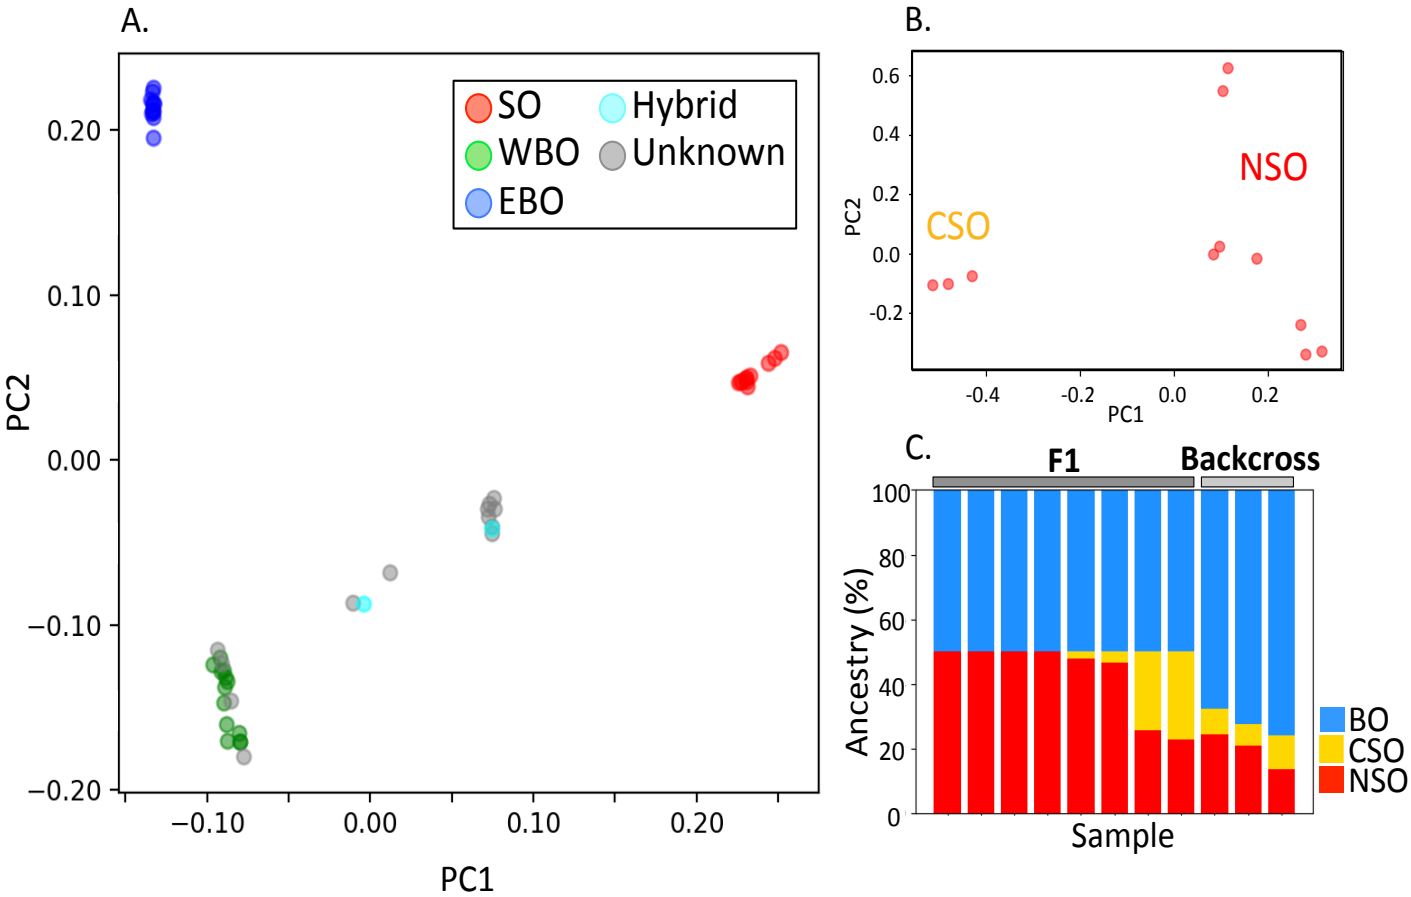 A.
SO
Hybrid
WBO
Unknown
EBO
0.20
0.10
0.00
−0.10
−0.20
PC2
−0.10
0.00
0.10
0.20
PC1
B.
0.6
0.4
0.2
0.0
-0.2
PC2
NSO
CSO
-0.4
-0.2
0.0
0.2
PC1
C.
F1
Backcross
100
80
60
40
20
0
Ancestry (%)
Sample
BO
CSO
NSO